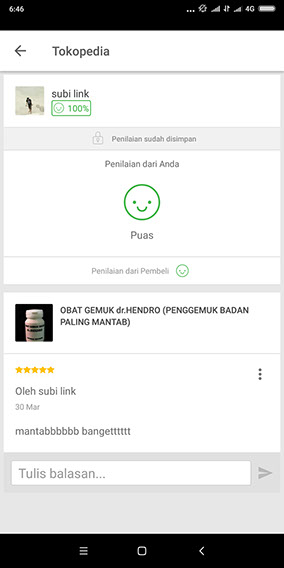 6:46
4G
Tokopedia
subi link
100%
Penilaian sudah disimpan
Penilaian dari Anda
Puas
Penilaian dari Pembeli
OBAT GEMUK dr.HENDRO (PENGGEMUK BADAN
PALING MANTAB)
Oleh subi link
30 Mar
mantabbbbbb bangetttttt
Tulis balasan...